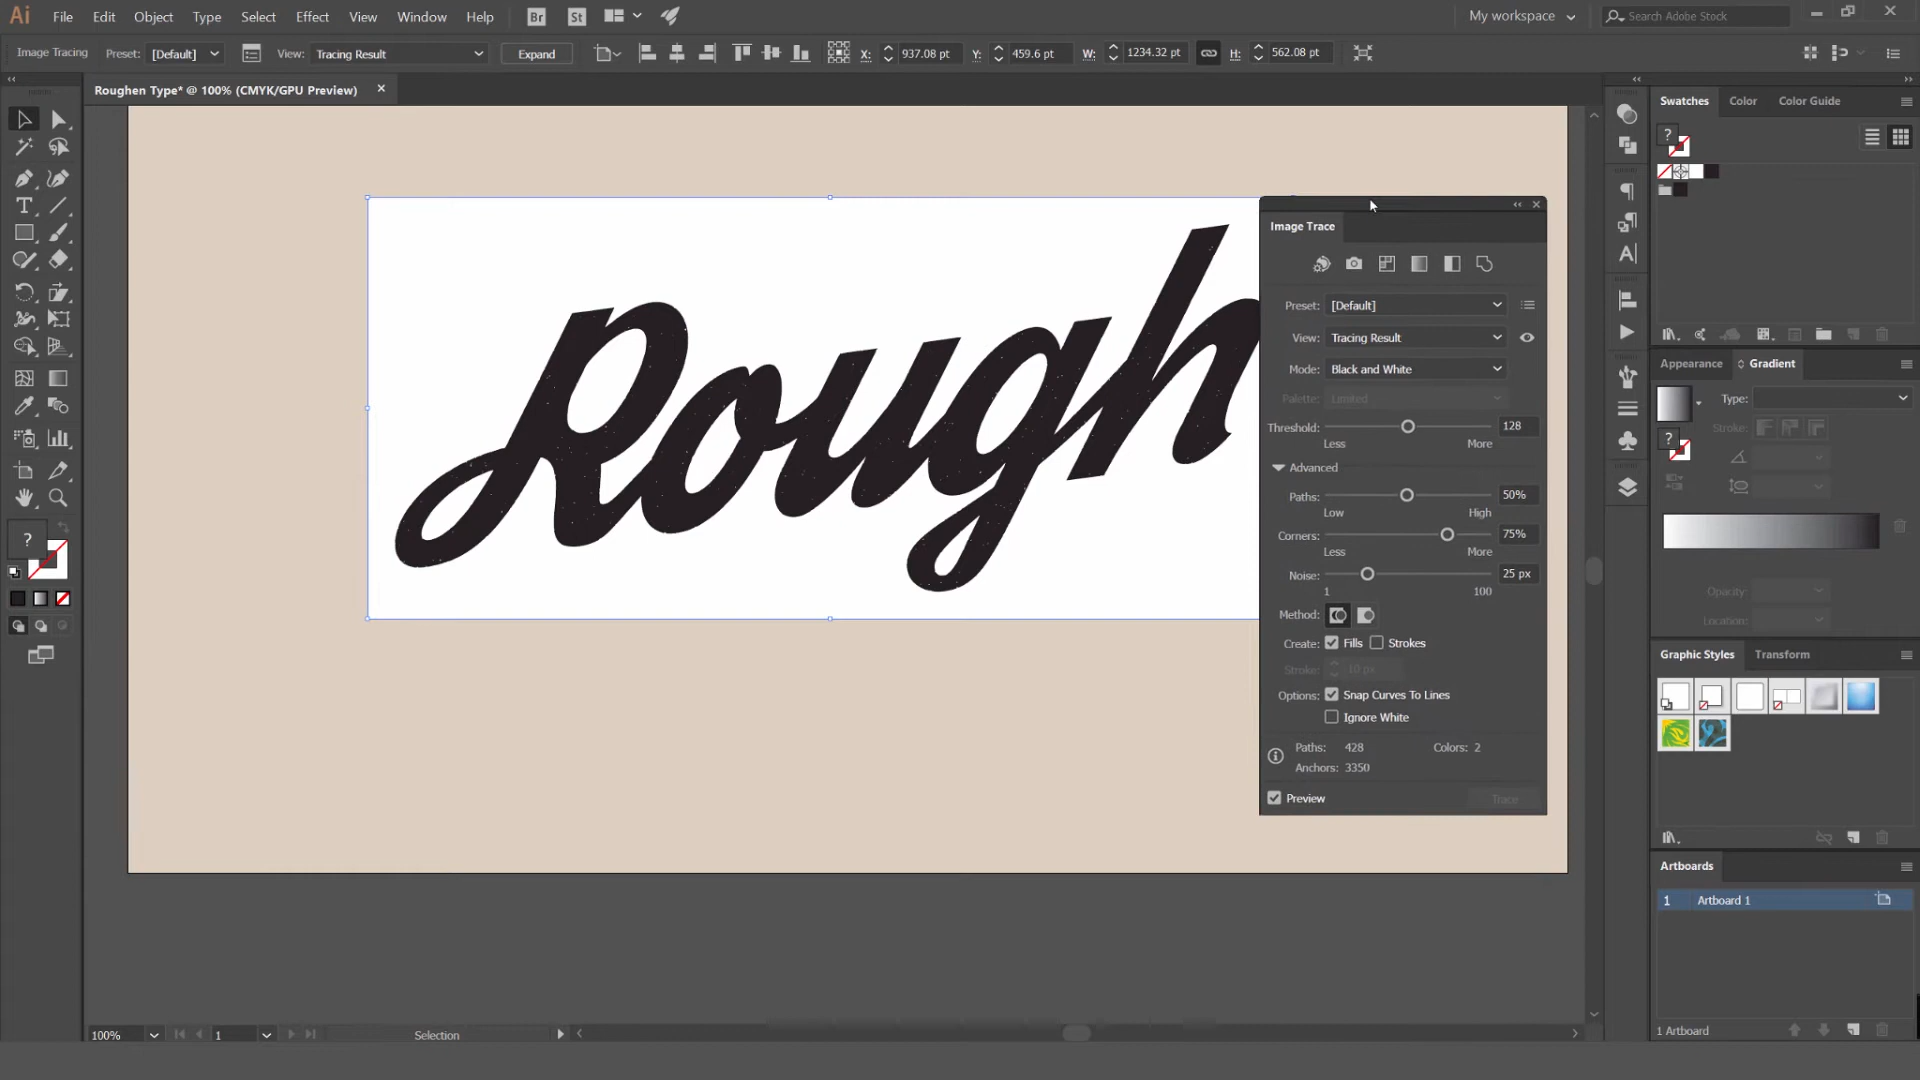 Ai File Edit Object Type Select Effect View Window Help Br St My workspace Search Adobe Stock
Image Tracing Preset: [Default] View: Tracing Result Expand X: 937.08 pt Y: 459.6 pt W: 1234.32 pt H: 562.08 pt
Roughen Type* @ 100% (CMYK/GPU Preview)
Rough
Image Trace
Preset: [Default]
View: Tracing Result
Mode: Black and White
Palette: Limited
Threshold: 128
Less More
Advanced
Paths: 50%
Low High
Corners: 75%
Less More
Noise: 25 px
1 100
Method:
Create: Fills Strokes
Stroke: 10 px
Options: Snap Curves To Lines
Ignore White
Paths: 428 Colors: 2
Anchors: 3350
Preview Trace
Swatches Color Color Guide
?
Appearance Gradient
Type:
? Stroke:
Opacity:
Location:
Graphic Styles Transform
Artboards
1 Artboard 1
1 Artboard
?
100% 1 Selection